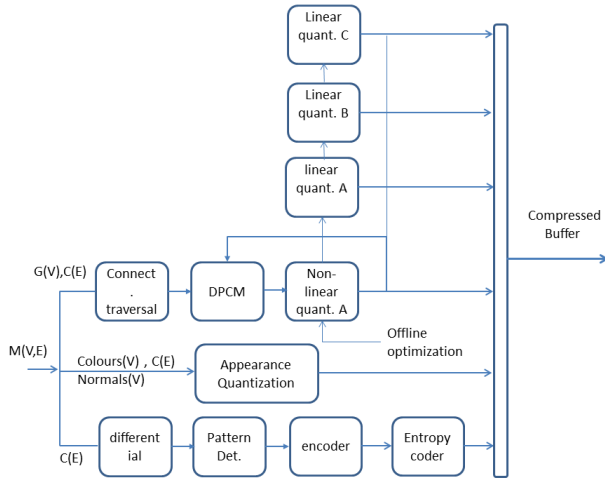 Linear
quant. C
Linear
quant. B
linear
quant. A
Compressed
Buffer
G(V),C(E)
Connect
.
traversal
DPCM
Non-
linear
quant. A
Offline
optimization
M(V,E)
Colours(V) , C(E)
Normals(V)
Appearance
Quantization
C(E)
different
ial
Pattern
Det.
encoder
Entropy
coder